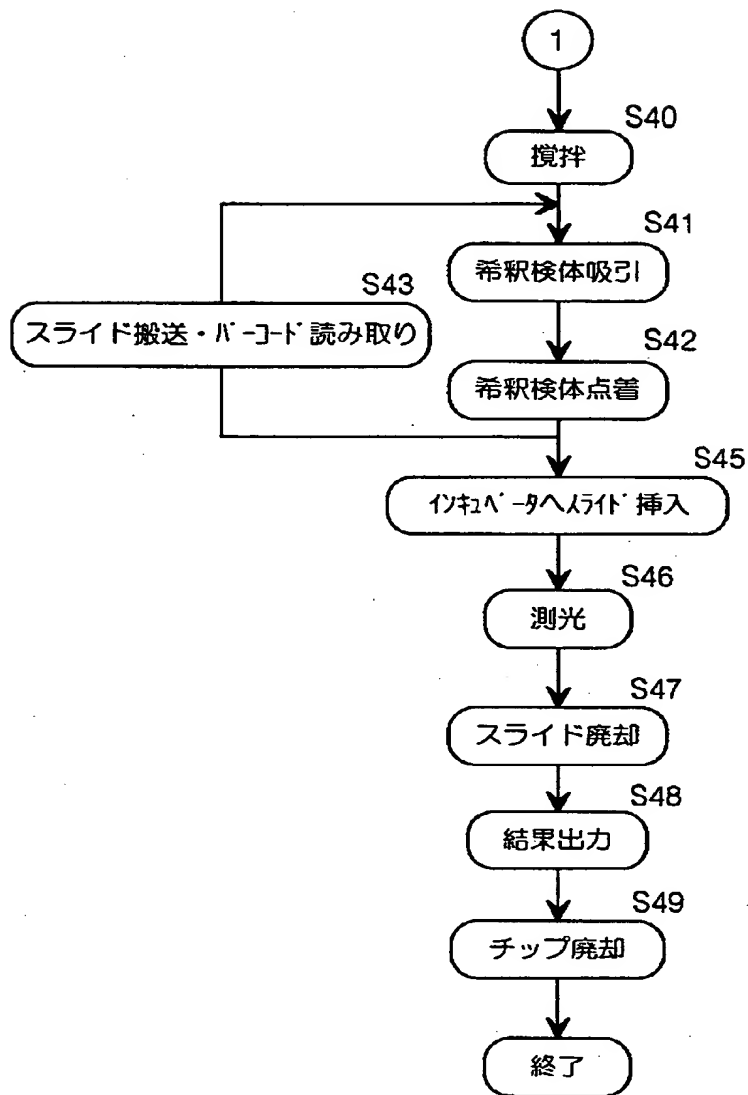 1
S40
撹拌
S41
希釈検体吸引
S43
スライド搬送・バーコード読み取り
S42
希釈検体点着
S45
インキュベータへスライド挿入
S46
測光
S47
スライド廃却
S48
結果出力
S49
チップ廃却
終了